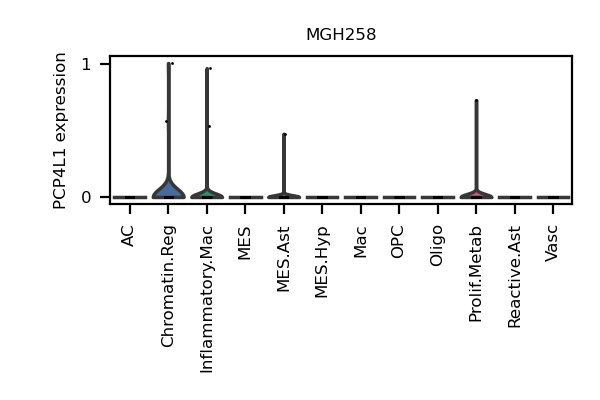 MGH258
PCP4L1 expression
1
0
AC
Chromatin.Reg
Inflammatory.Mac
MES
MES.Ast
MES.Hyp
Mac
OPC
Oligo
Prolif.Metab
Reactive.Ast
Vasc